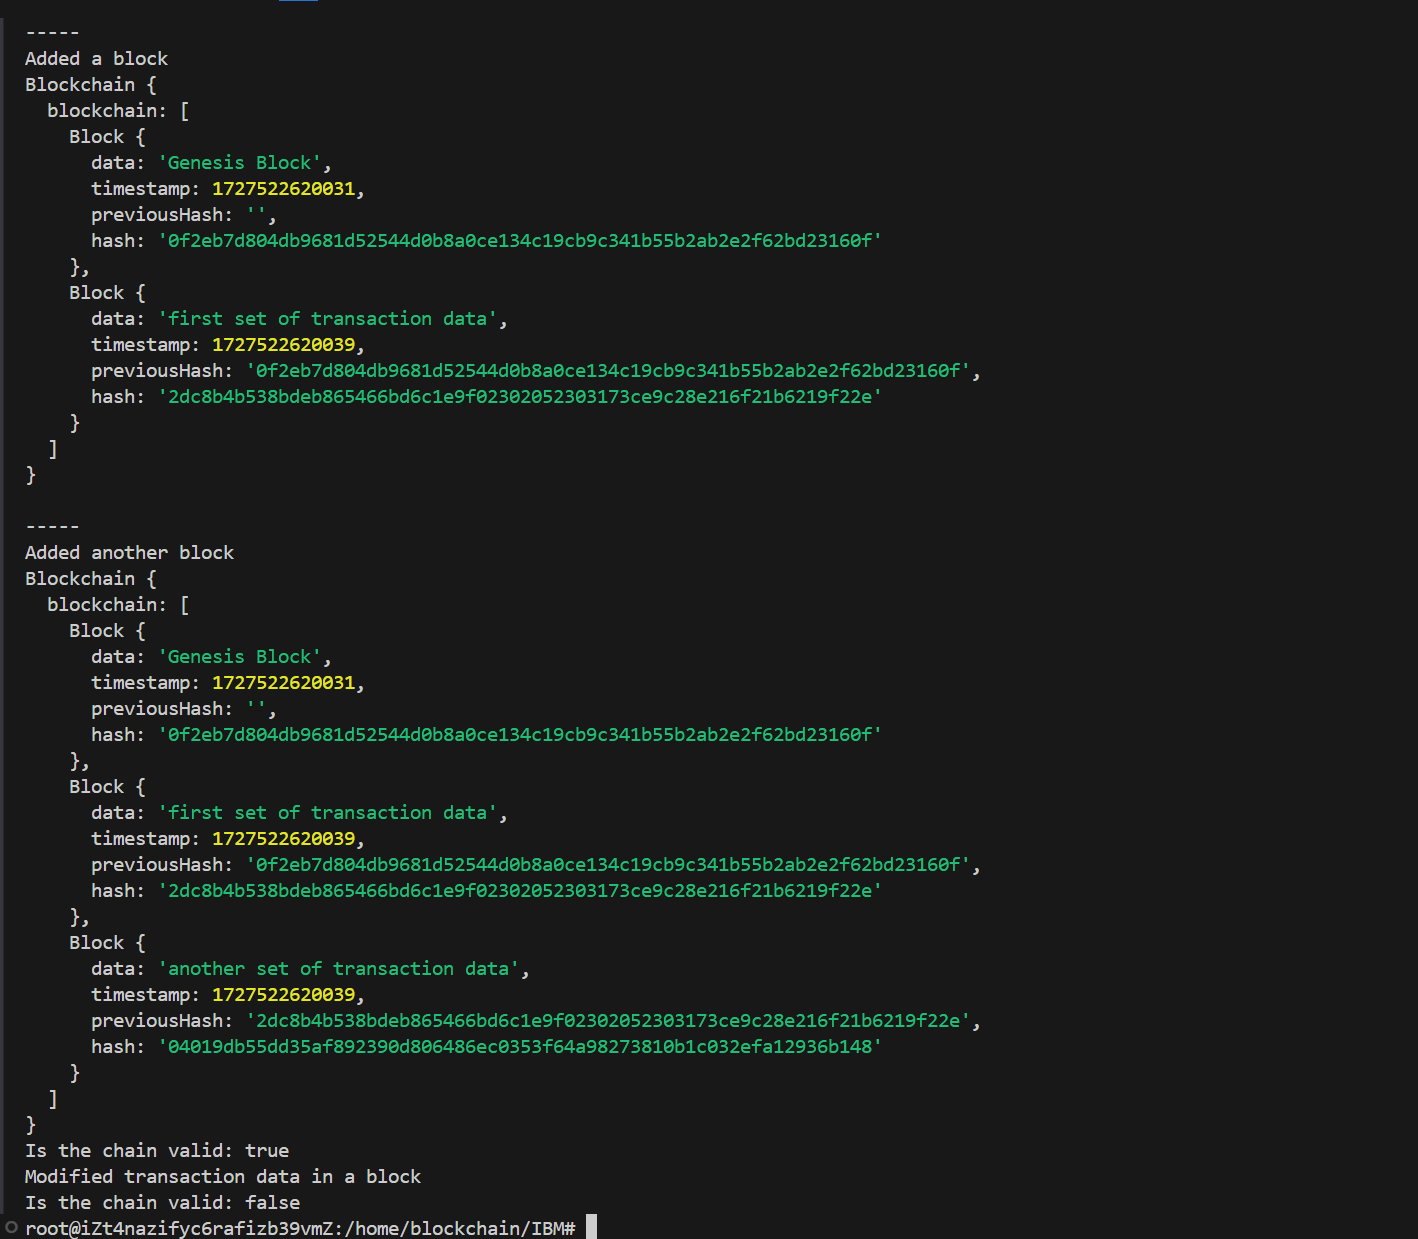 -----
Added a block
Blockchain {
  blockchain: [
    Block {
      data: 'Genesis Block',
      timestamp: 1727522620031,
      previousHash: '',
      hash: '0f2eb7d804db9681d52544d0b8a0ce134c19cb9c341b55b2ab2e2f62bd23160f'
    },
    Block {
      data: 'first set of transaction data',
      timestamp: 1727522620039,
      previousHash: '0f2eb7d804db9681d52544d0b8a0ce134c19cb9c341b55b2ab2e2f62bd23160f',
      hash: '2dc8b4b538bdeb865466bd6c1e9f02302052303173ce9c28e216f21b6219f22e'
    }
  ]
}

-----
Added another block
Blockchain {
  blockchain: [
    Block {
      data: 'Genesis Block',
      timestamp: 1727522620031,
      previousHash: '',
      hash: '0f2eb7d804db9681d52544d0b8a0ce134c19cb9c341b55b2ab2e2f62bd23160f'
    },
    Block {
      data: 'first set of transaction data',
      timestamp: 1727522620039,
      previousHash: '0f2eb7d804db9681d52544d0b8a0ce134c19cb9c341b55b2ab2e2f62bd23160f',
      hash: '2dc8b4b538bdeb865466bd6c1e9f02302052303173ce9c28e216f21b6219f22e'
    },
    Block {
      data: 'another set of transaction data',
      timestamp: 1727522620039,
      previousHash: '2dc8b4b538bdeb865466bd6c1e9f02302052303173ce9c28e216f21b6219f22e',
      hash: '04019db55dd35af892390d806486ec0353f64a98273810b1c032efa12936b148'
    }
  ]
}
Is the chain valid: true
Modified transaction data in a block
Is the chain valid: false
root@iZt4nazifyc6rafizb39vmZ:/home/blockchain/IBM#